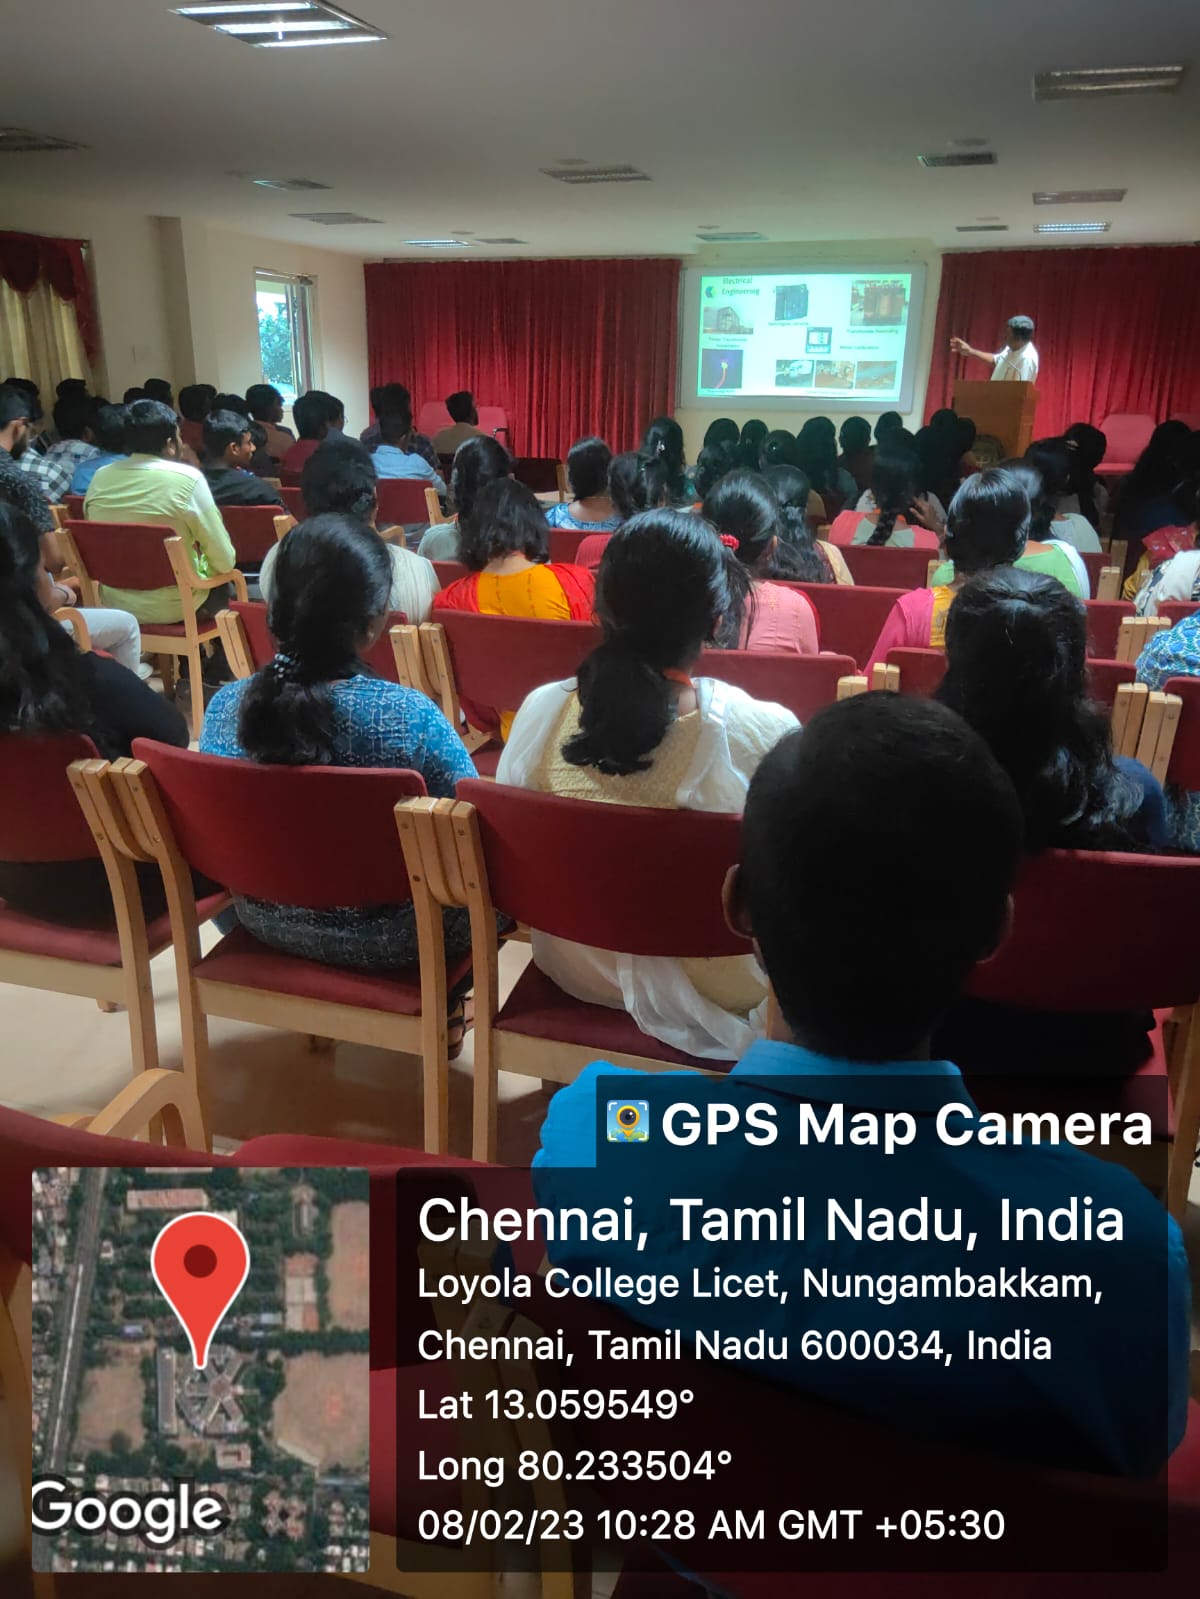 Electrical
Engineering
GPS Map Camera
Chennai, Tamil Nadu, India
Loyola College Licet, Nungambakkam,
Chennai, Tamil Nadu 600034, India
Lat 13.059549°
Long 80.233504°
08/02/23 10:28 AM GMT +05:30
Google